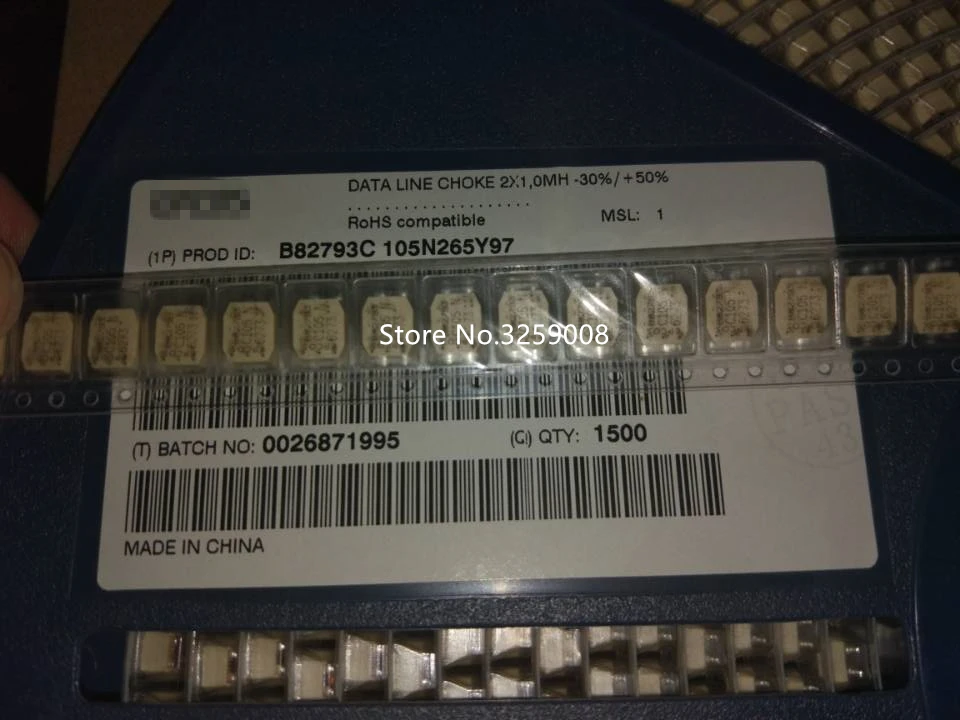 DATA LINE CHOKE 2X1,0MH -30%/+50%
....................
RoHS compatible
MSL: 1
(1P) PROD ID: B82793C 105N265Y97
Store No.3259008
(T) BATCH NO: 0026871995
(Q) QTY: 1500
MADE IN CHINA